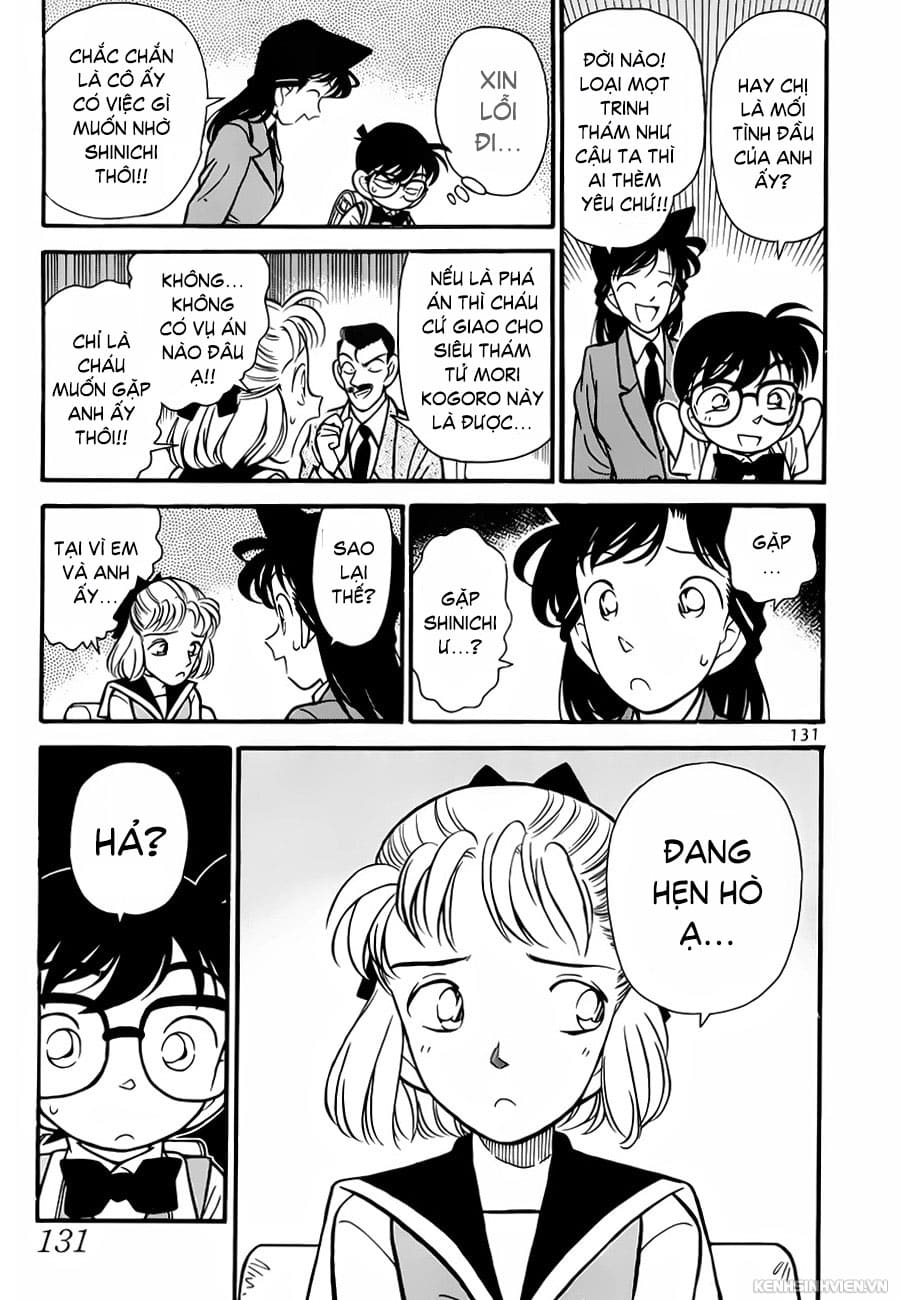 HAY CHỊ
LÀ MỐI
TÌNH ĐẦU
CỦA ANH
ẤY?
ĐỜI NÀO!
LOẠI MỌT
TRINH
THÁM NHƯ
CẬU TA THÌ
AI THÈM
YÊU CHỨ!!
XIN
LỖI
ĐI...
CHẮC CHẮN
LÀ CÔ ẤY
CÓ VIỆC GÌ
MUỐN NHỜ
SHINICHI
THÔI!!
NẾU LÀ PHÁ
ÁN THÌ CHÁU
CỨ GIAO CHO
SIÊU THÁM
TỬ MORI
KOGORO NÀY
LÀ ĐƯỢC...
KHÔNG...
KHÔNG
CÓ VỤ ÁN
NÀO ĐÂU
Ạ!!
CHỈ LÀ
CHÁU
MUỐN GẶP
ANH ẤY
THÔI!!
GẶP
...
GẶP
SHINICHI
Ư...?
SAO
LẠI
THẾ?
TẠI VÌ EM
VÀ ANH
ẤY...
131
ĐANG
HẸN HÒ
Ạ...
HẢ?
131
KENHSINHVIEN.VN